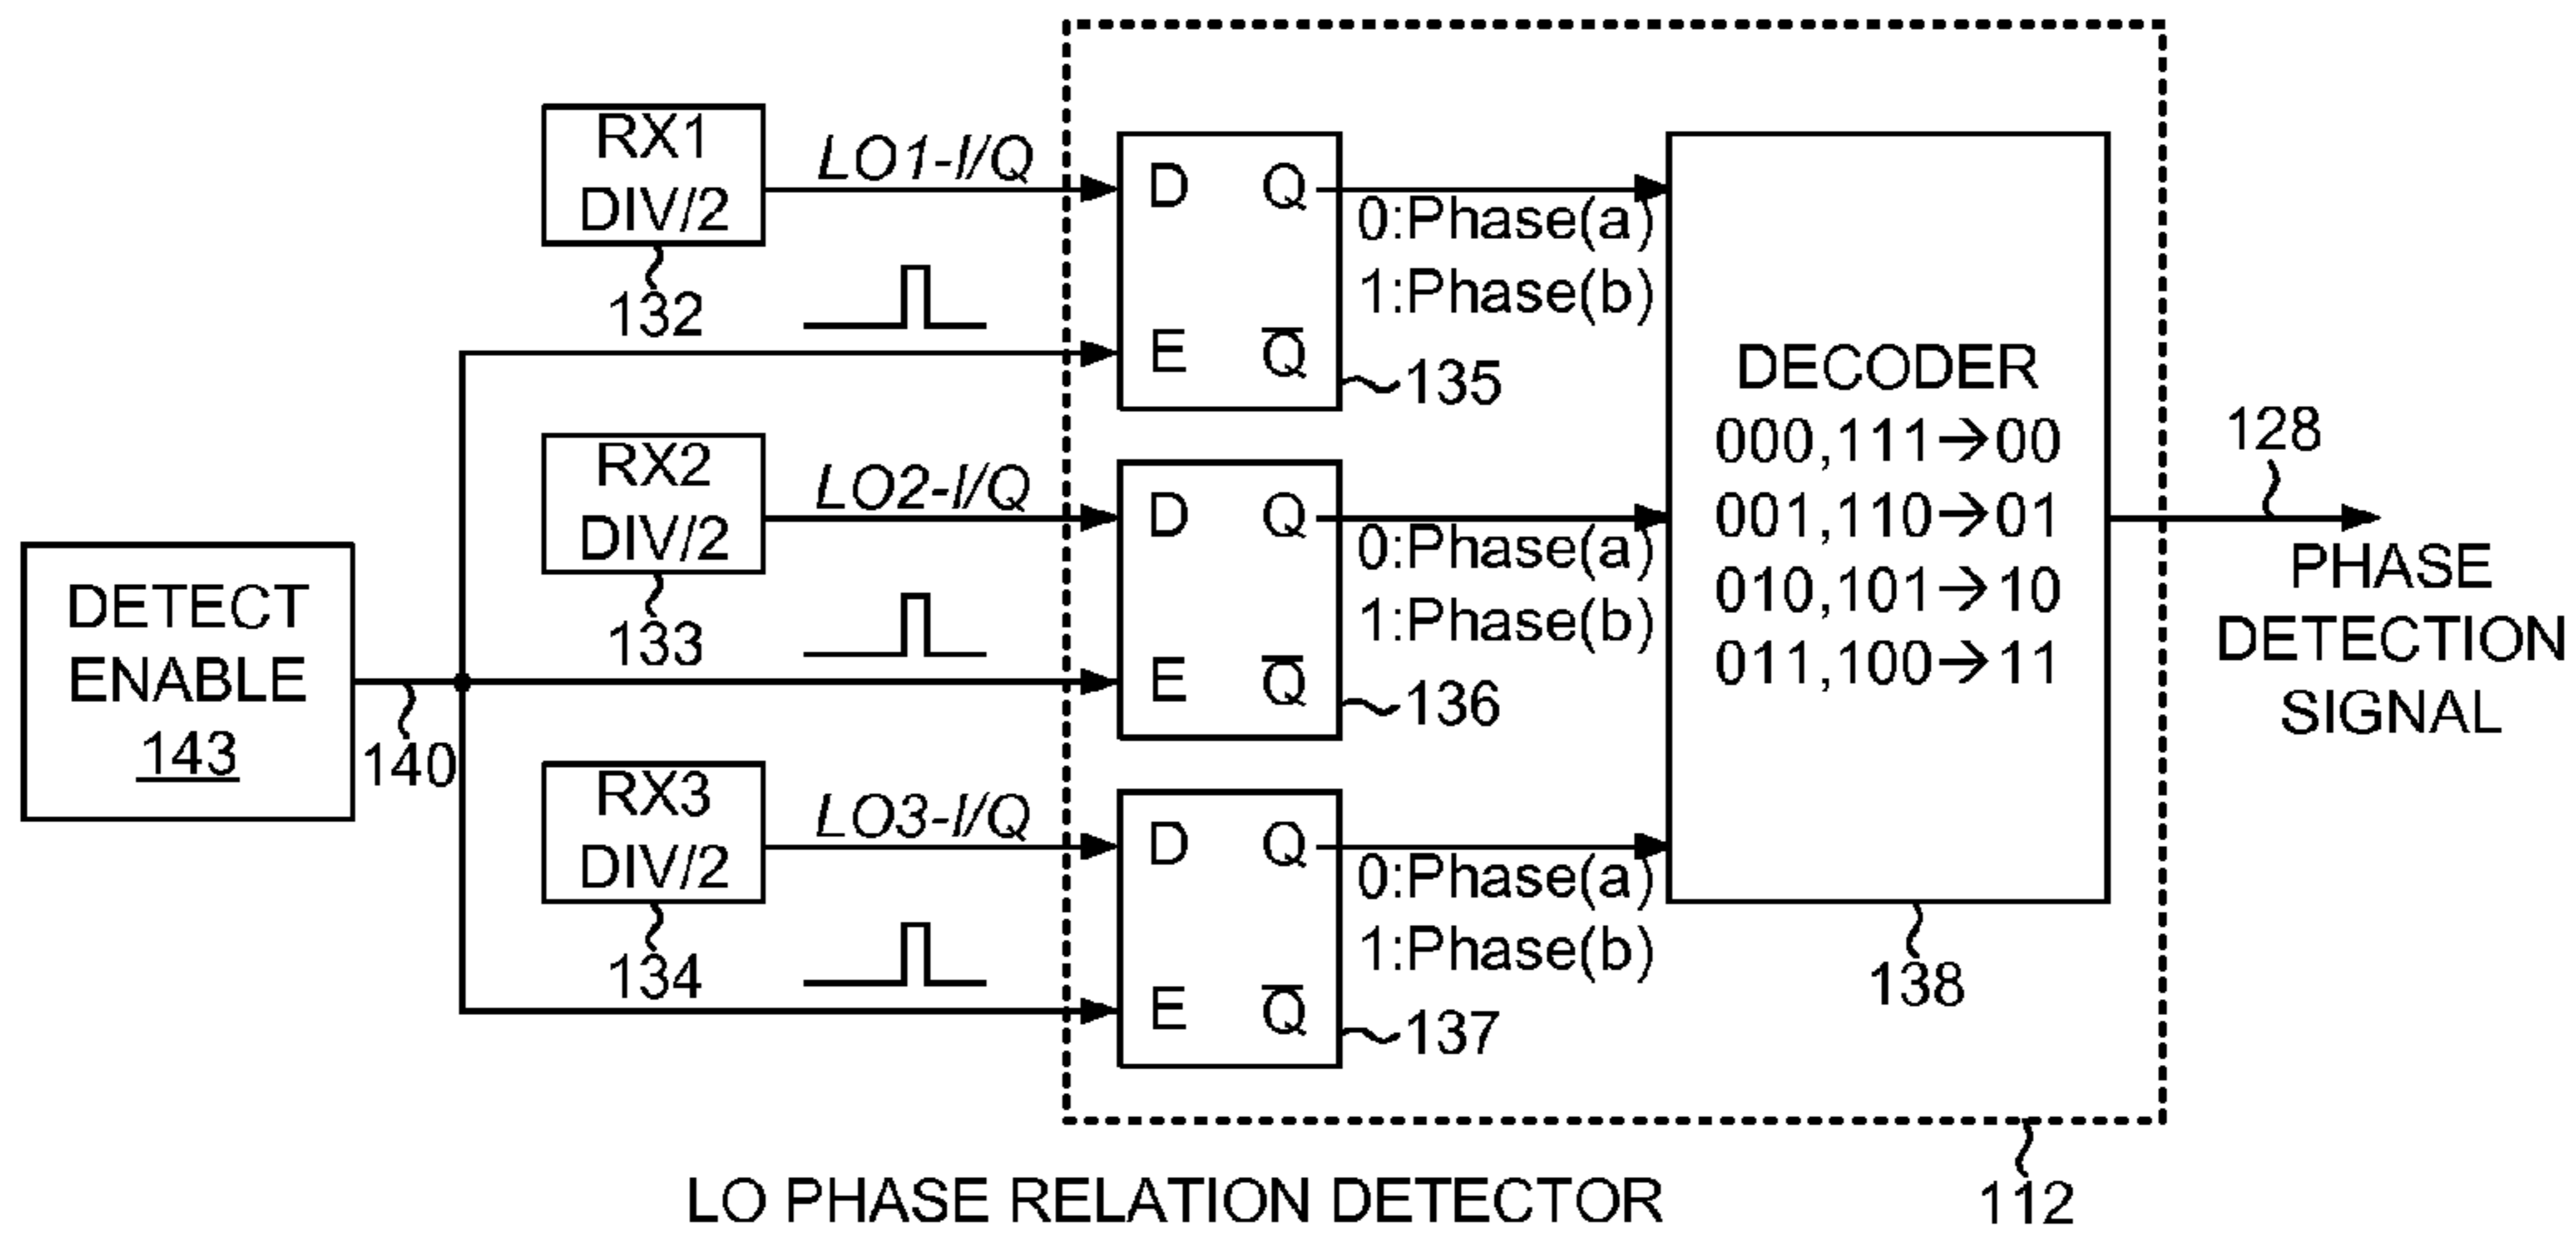 RX1
DIV/2
132
LO1-I/Q
D
Q
E
Q̅
0:Phase(a)
1:Phase(b)
135
RX2
DIV/2
133
LO2-I/Q
D
Q
E
Q̅
0:Phase(a)
1:Phase(b)
136
DETECT
ENABLE
143
140
RX3
DIV/2
134
LO3-I/Q
D
Q
E
Q̅
0:Phase(a)
1:Phase(b)
137
DECODER
000,111→00
001,110→01
010,101→10
011,100→11
138
128
PHASE
DETECTION
SIGNAL
LO PHASE RELATION DETECTOR
112